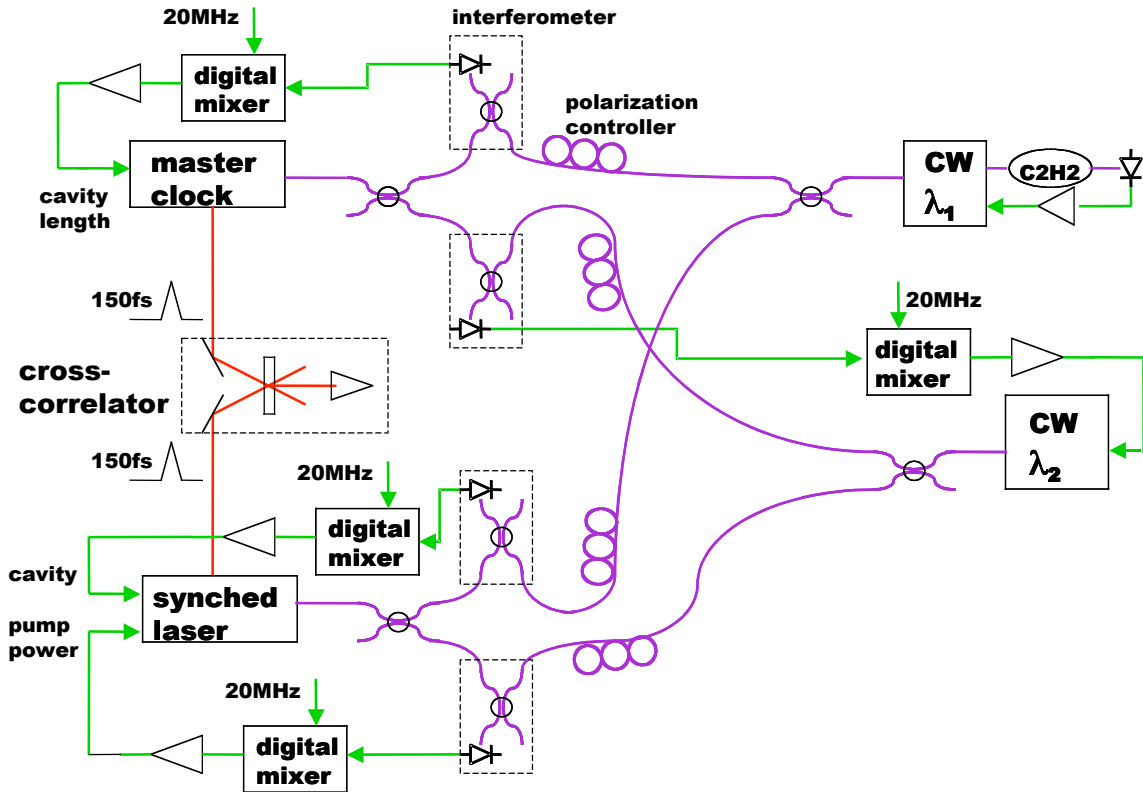 20MHz
interferometer
digital
mixer
polarization
controller
master
clock
cavity
length
CW
λ1
C2H2
150fs
20MHz
digital
mixer
cross-
correlator
CW
λ2
150fs
20MHz
digital
mixer
cavity
synched
laser
pump
power
20MHz
digital
mixer